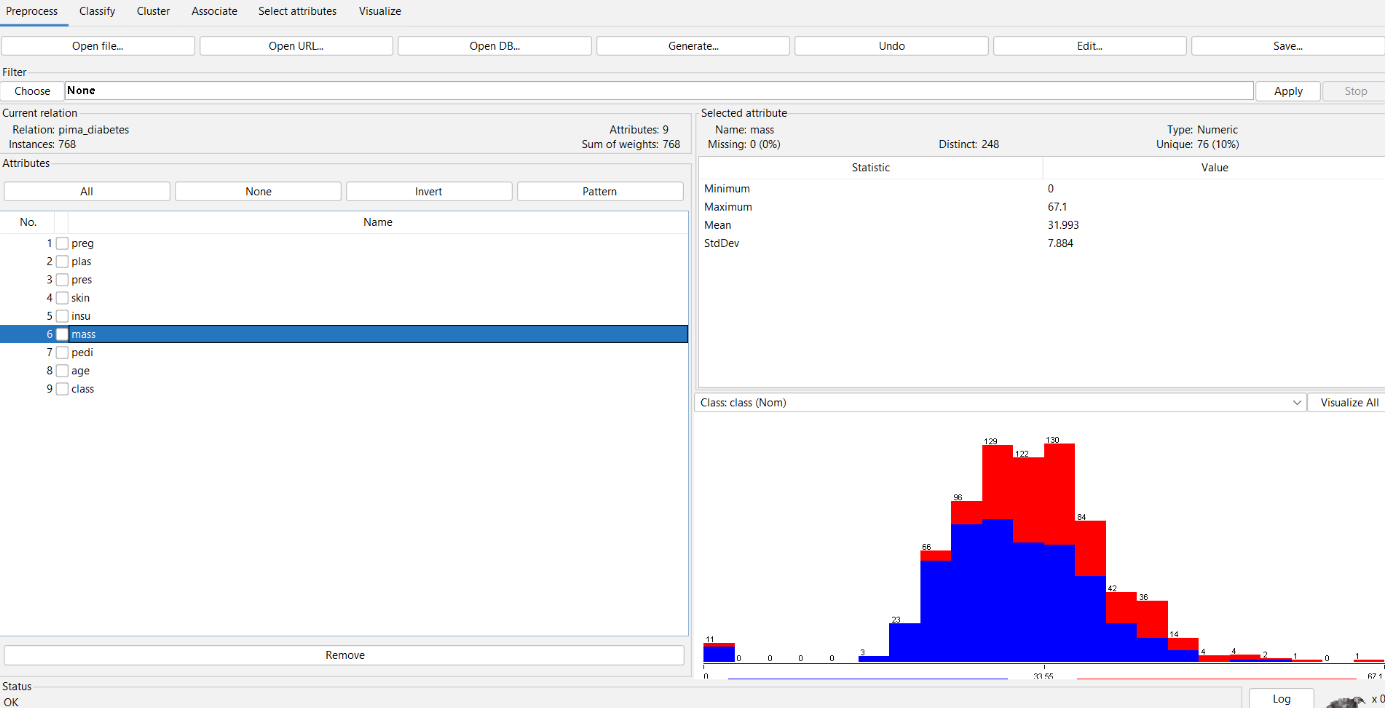 Preprocess Classify Cluster Associate Select attributes Visualize
Open file... Open URL... Open DB... Generate... Undo Edit... Save...
Filter
Choose None Apply Stop
Current relation
Relation: pima_diabetes Attributes: 9
Instances: 768 Sum of weights: 768
Attributes
All None Invert Pattern
No. Name
1 preg
2 plas
3 pres
4 skin
5 insu
6 mass
7 pedi
8 age
9 class
Remove
Selected attribute
Name: mass Type: Numeric
Missing: 0 (0%) Distinct: 248 Unique: 76 (10%)
Statistic Value
Minimum 0
Maximum 67.1
Mean 31.993
StdDev 7.884
Class: class (Nom) Visualize All
11 0 0 0 0 3 23 66 96 129 122 130 84 42 36 14 4 4 2 1 0 1
0 33.55 67.1
Status
OK Log x 0